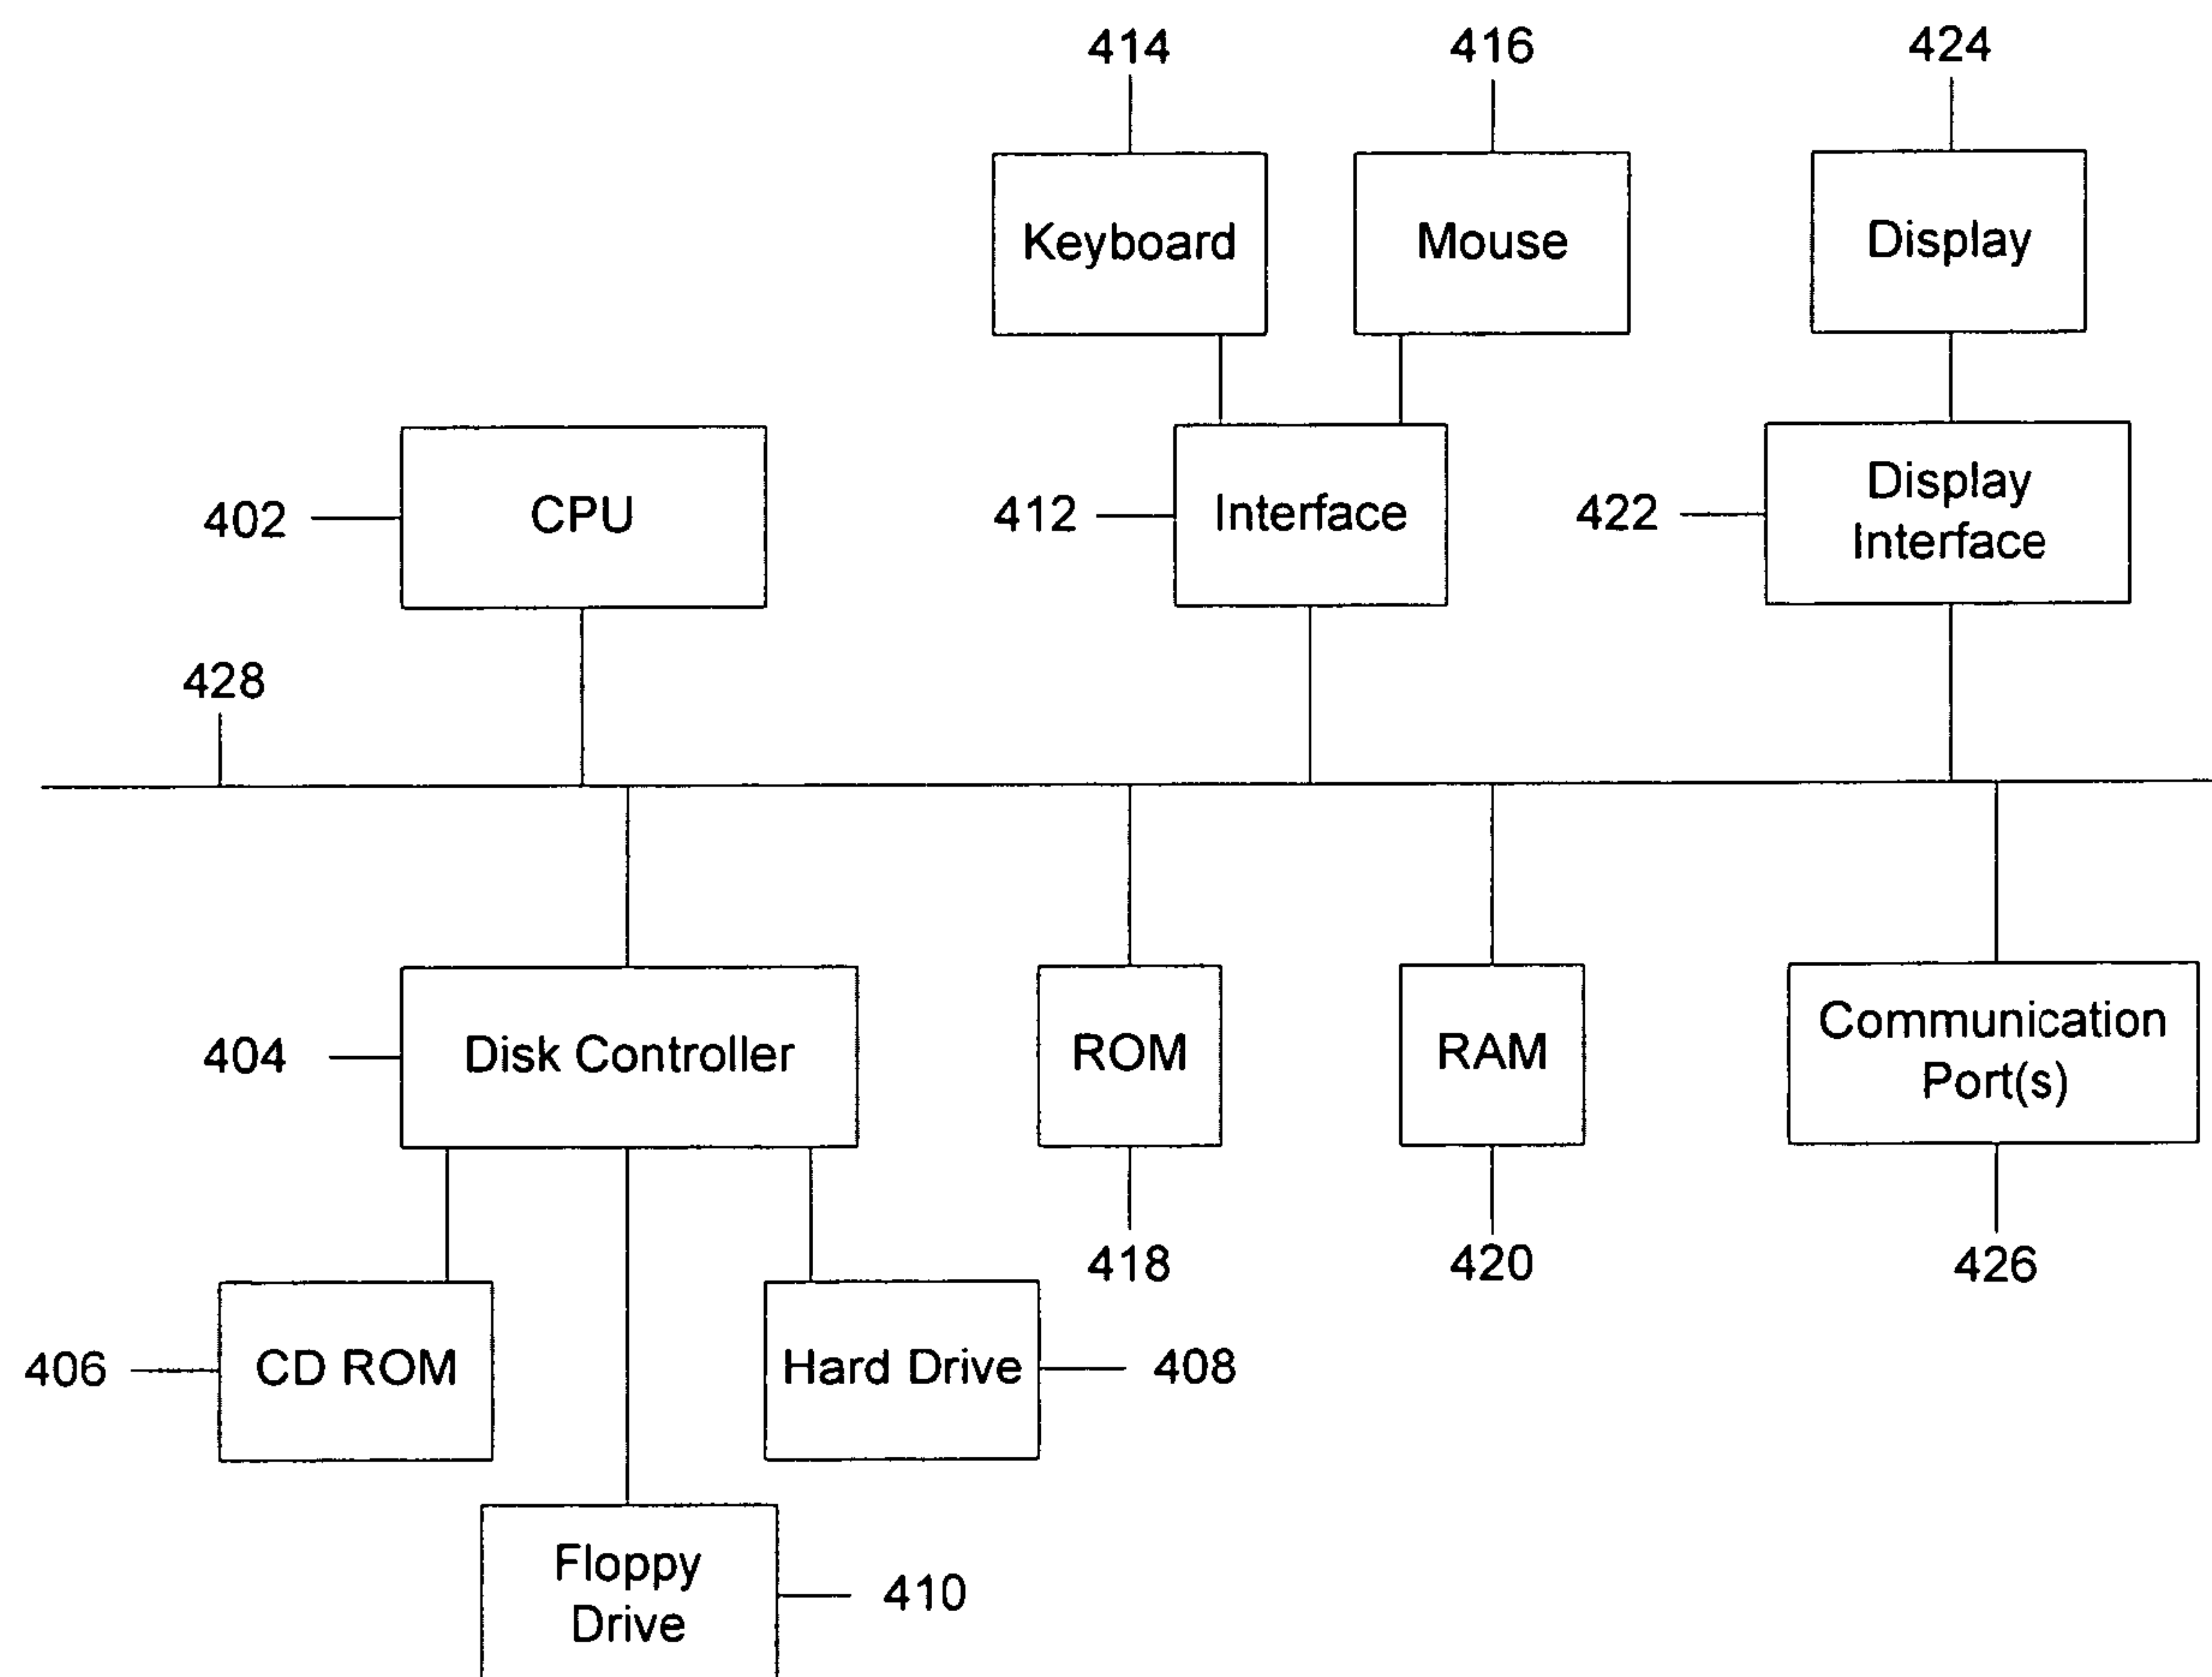 414
416
424
Keyboard
Mouse
Display
402
CPU
412
Interface
422
Display
Interface
428
404
Disk Controller
ROM
RAM
Communication
Port(s)
418
420
426
406
CD ROM
Hard Drive
408
Floppy
Drive
410